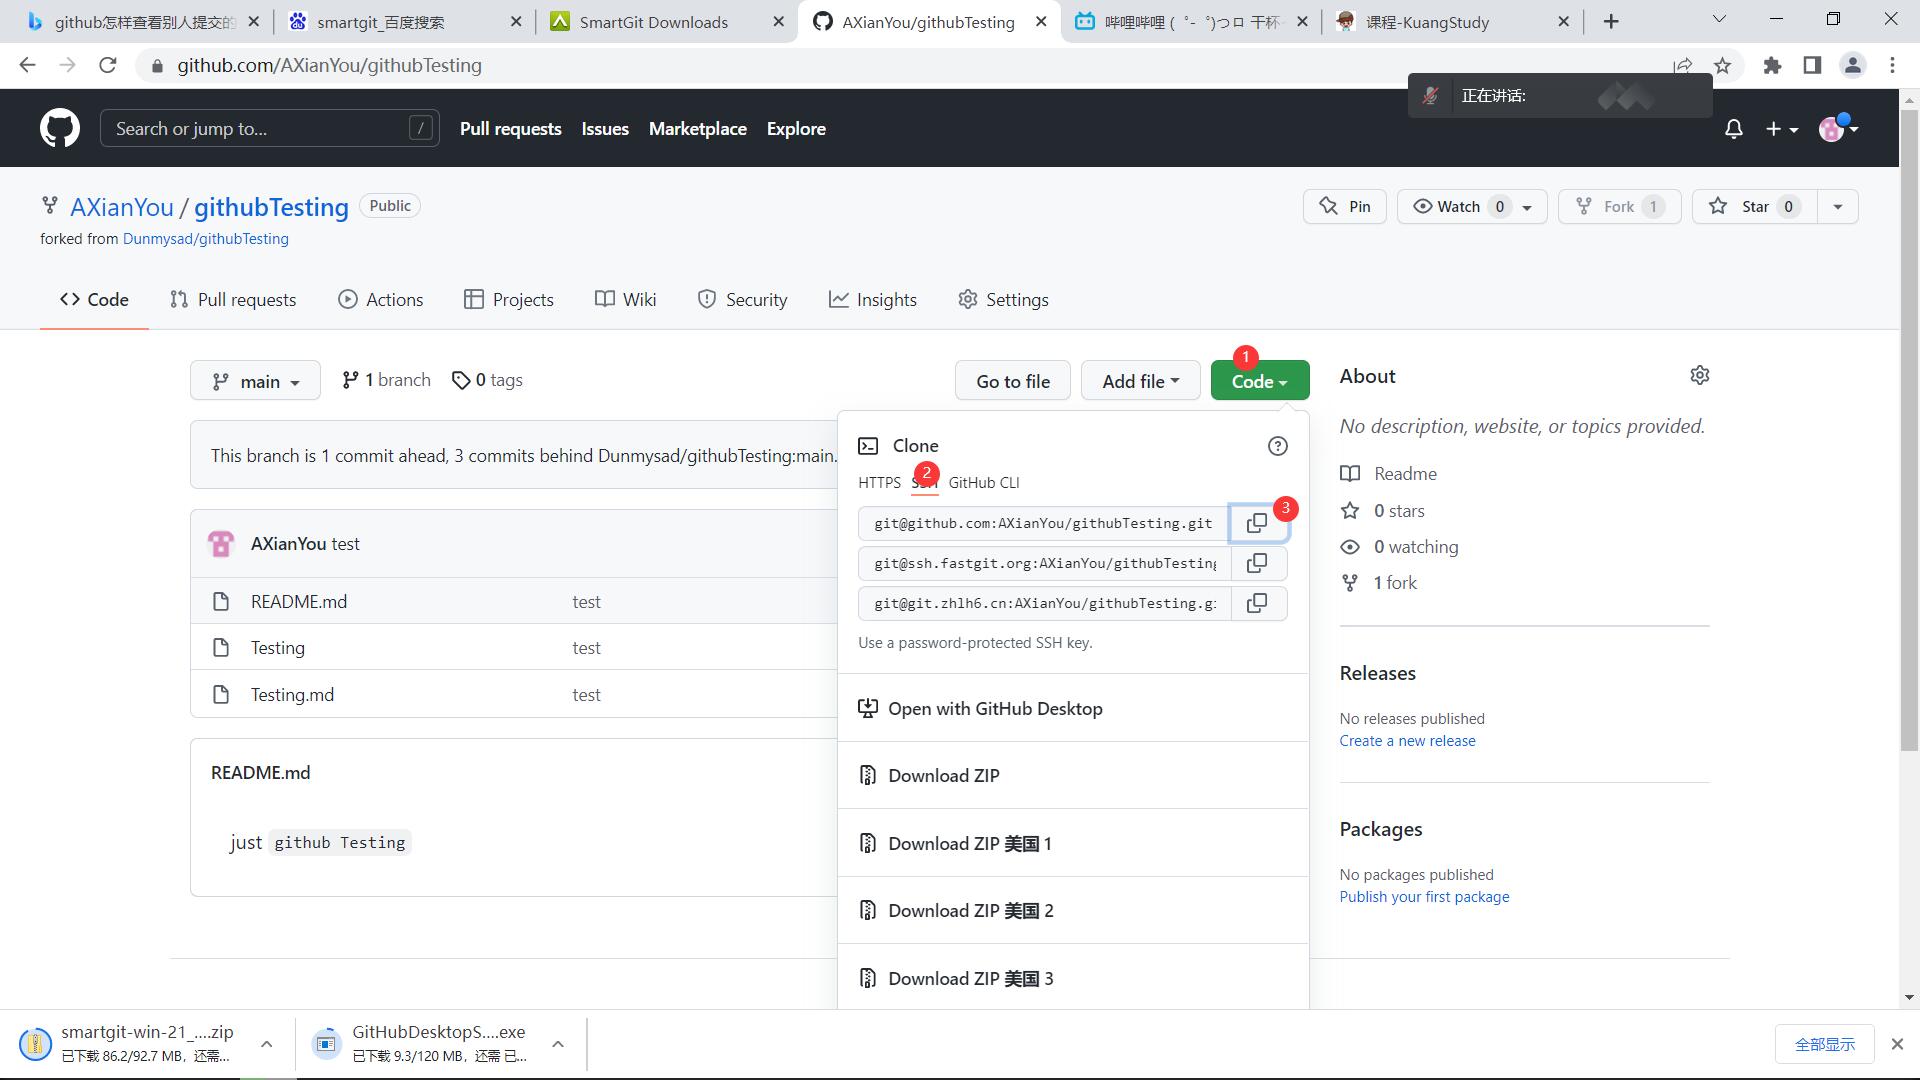 github怎样查看别人提交的
smartgit_百度搜索
SmartGit Downloads
AXianYou/githubTesting
哔哩哔哩 ( ゜- ゜)つロ 干杯~
课程-KuangStudy
github.com/AXianYou/githubTesting
正在讲话:
Search or jump to...
/
Pull requests
Issues
Marketplace
Explore
AXianYou / githubTesting
Public
forked from Dunmysad/githubTesting
Pin
Watch 0
Fork 1
Star 0
Code
Pull requests
Actions
Projects
Wiki
Security
Insights
Settings
main
1 branch
0 tags
Go to file
Add file
1
Code
About
No description, website, or topics provided.
Readme
0 stars
0 watching
1 fork
Releases
No releases published
Create a new release
Packages
No packages published
Publish your first package
This branch is 1 commit ahead, 3 commits behind Dunmysad/githubTesting:main.
AXianYou test
README.md test
Testing test
Testing.md test
README.md
just github Testing
Clone
2
HTTPS
SSH
GitHub CLI
3
git@github.com:AXianYou/githubTesting.git
git@ssh.fastgit.org:AXianYou/githubTesting
git@git.zhlh6.cn:AXianYou/githubTesting.g
Use a password-protected SSH key.
Open with GitHub Desktop
Download ZIP
Download ZIP 美国 1
Download ZIP 美国 2
Download ZIP 美国 3
smartgit-win-21_....zip
已下载 86.2/92.7 MB，还需...
GitHubDesktopS....exe
已下载 9.3/120 MB，还需 已...
全部显示